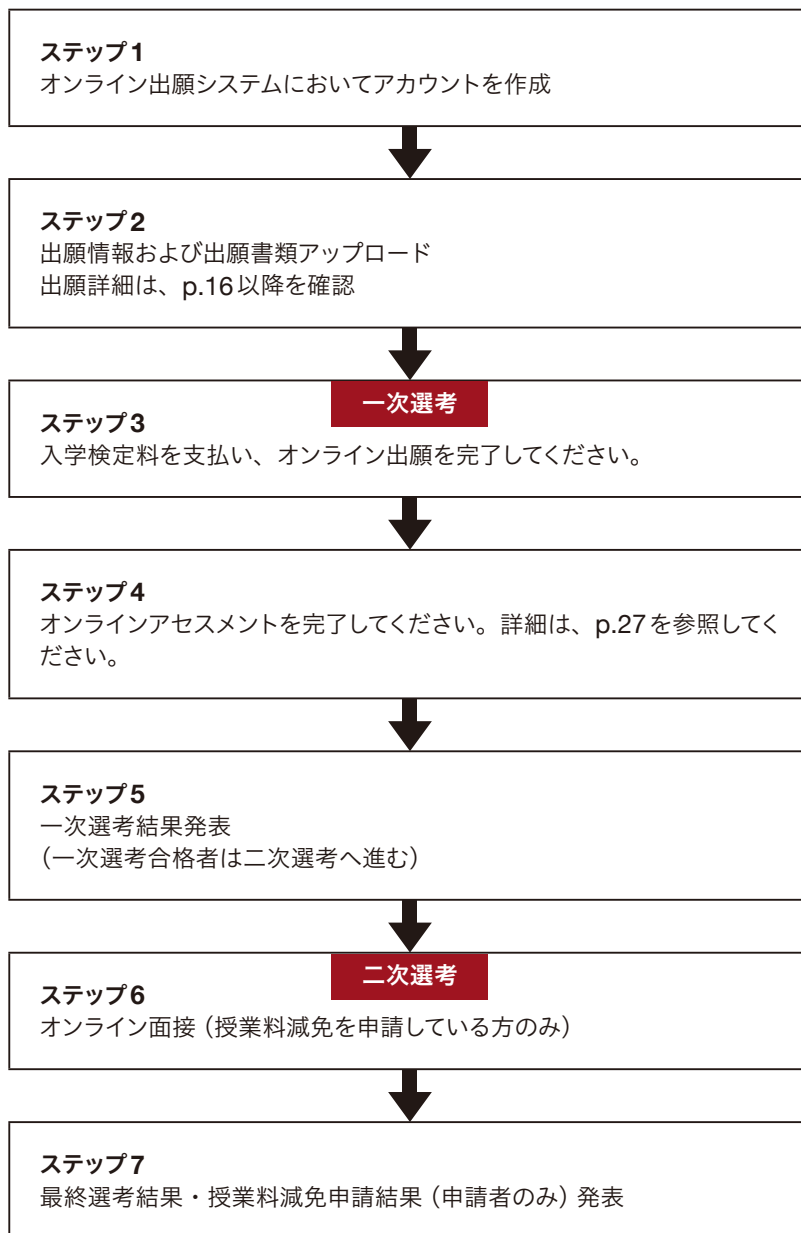 ステップ1
オンライン出願システムにおいてアカウントを作成
ステップ2
出願情報および出願書類アップロード
出願詳細は、p.16以降を確認
一次選考
ステップ3
入学検定料を支払い、オンライン出願を完了してください。
ステップ4
オンラインアセスメントを完了してください。詳細は、p.27を参照してく
ださい。
ステップ5
一次選考結果発表
（一次選考合格者は二次選考へ進む）
二次選考
ステップ6
オンライン面接（授業料減免を申請している方のみ）
ステップ7
最終選考結果・授業料減免申請結果（申請者のみ）発表